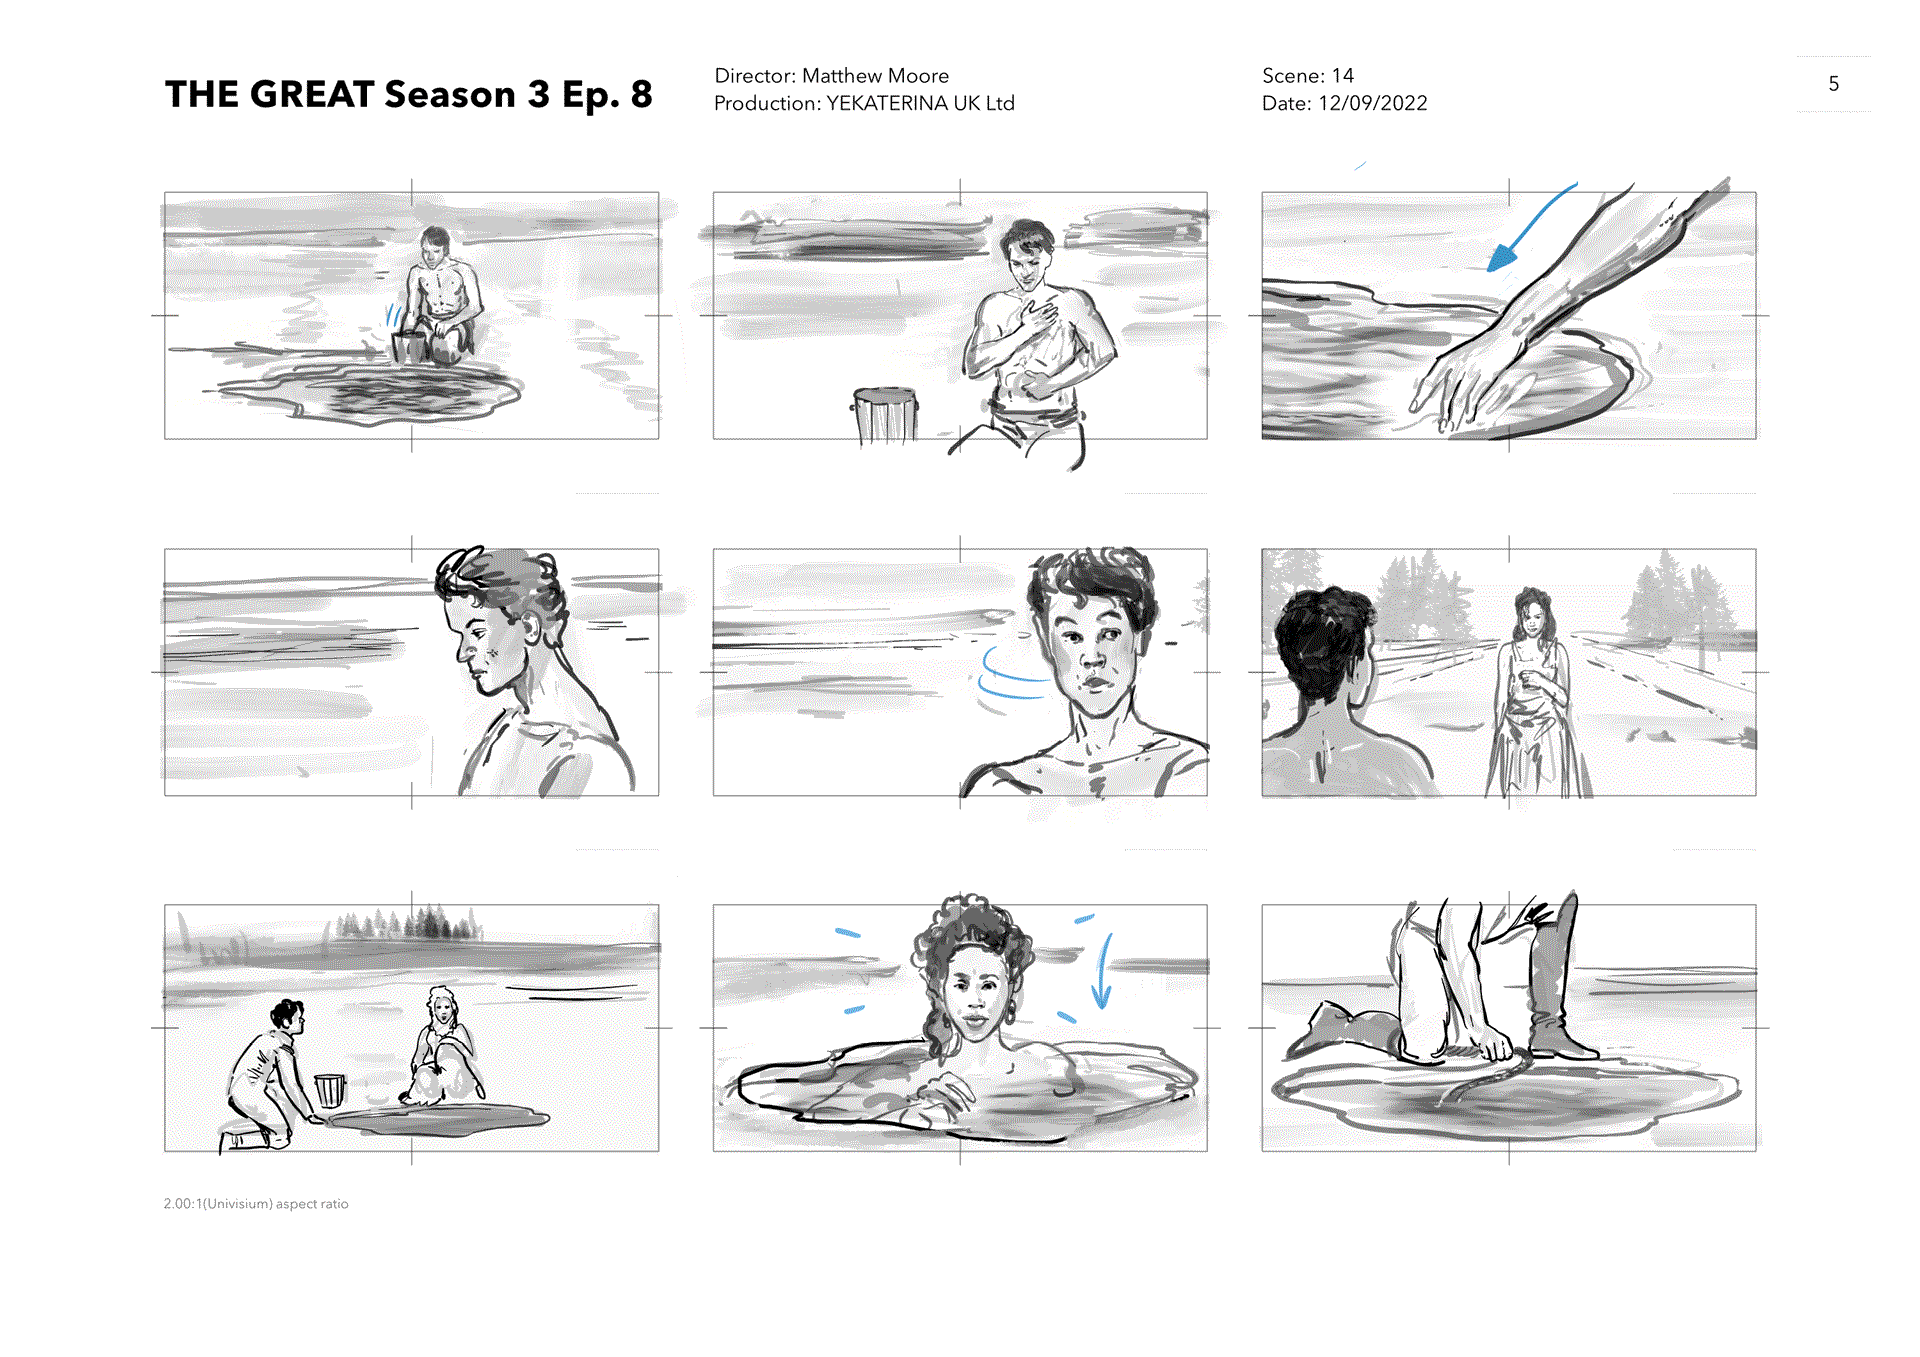 THE GREAT Season 3 Ep. 8
Director: Matthew Moore
Production: YEKATERINA UK Ltd
Scene: 14
Date: 12/09/2022
5
2.00:1(Univisium) aspect ratio